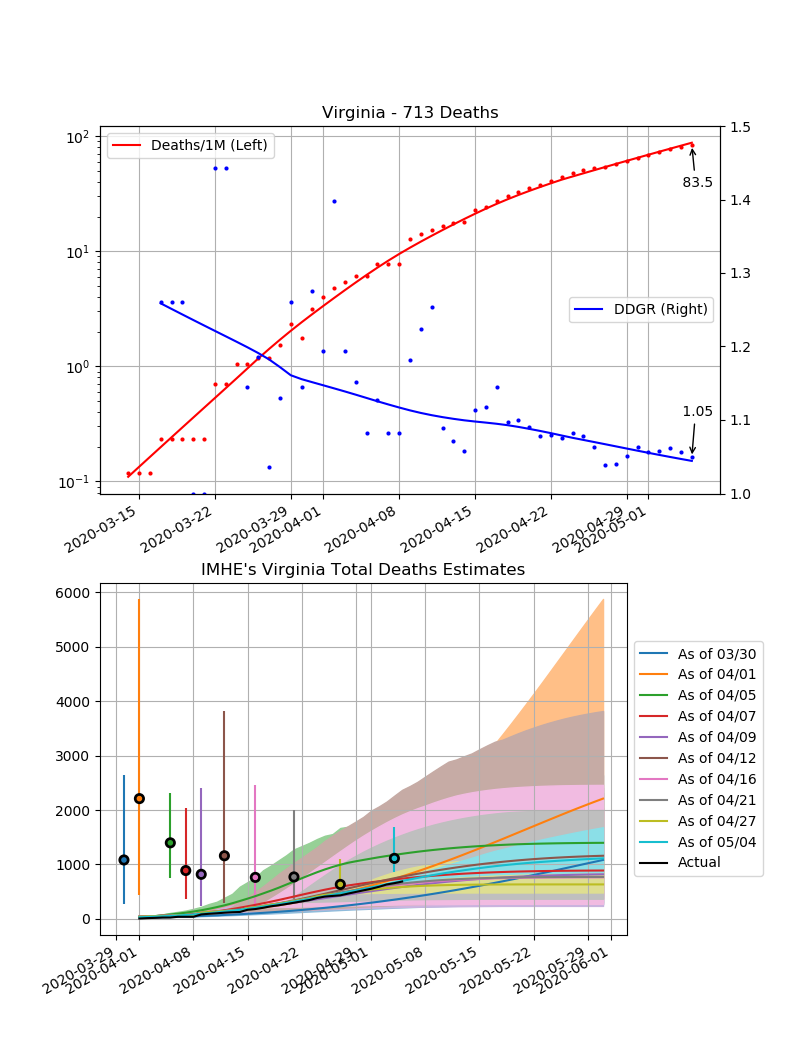 Virginia - 713 Deaths
Deaths/1M (Left)
DDGR (Right)
83.5
1.05
10²
10¹
10⁰
10⁻¹
1.5
1.4
1.3
1.2
1.1
1.0
2020-03-15
2020-03-22
2020-03-29
2020-04-01
2020-04-08
2020-04-15
2020-04-22
2020-04-29
2020-05-01
IMHE's Virginia Total Deaths Estimates
6000
5000
4000
3000
2000
1000
0
2020-03-29
2020-04-01
2020-04-08
2020-04-15
2020-04-22
2020-04-29
2020-05-01
2020-05-08
2020-05-15
2020-05-22
2020-05-29
2020-06-01
As of 03/30
As of 04/01
As of 04/05
As of 04/07
As of 04/09
As of 04/12
As of 04/16
As of 04/21
As of 04/27
As of 05/04
Actual